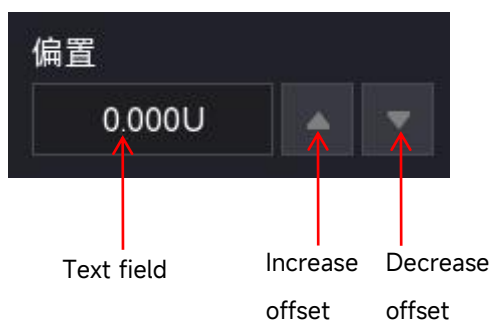 偏置
0.000U
Text field
Increase offset
Decrease offset